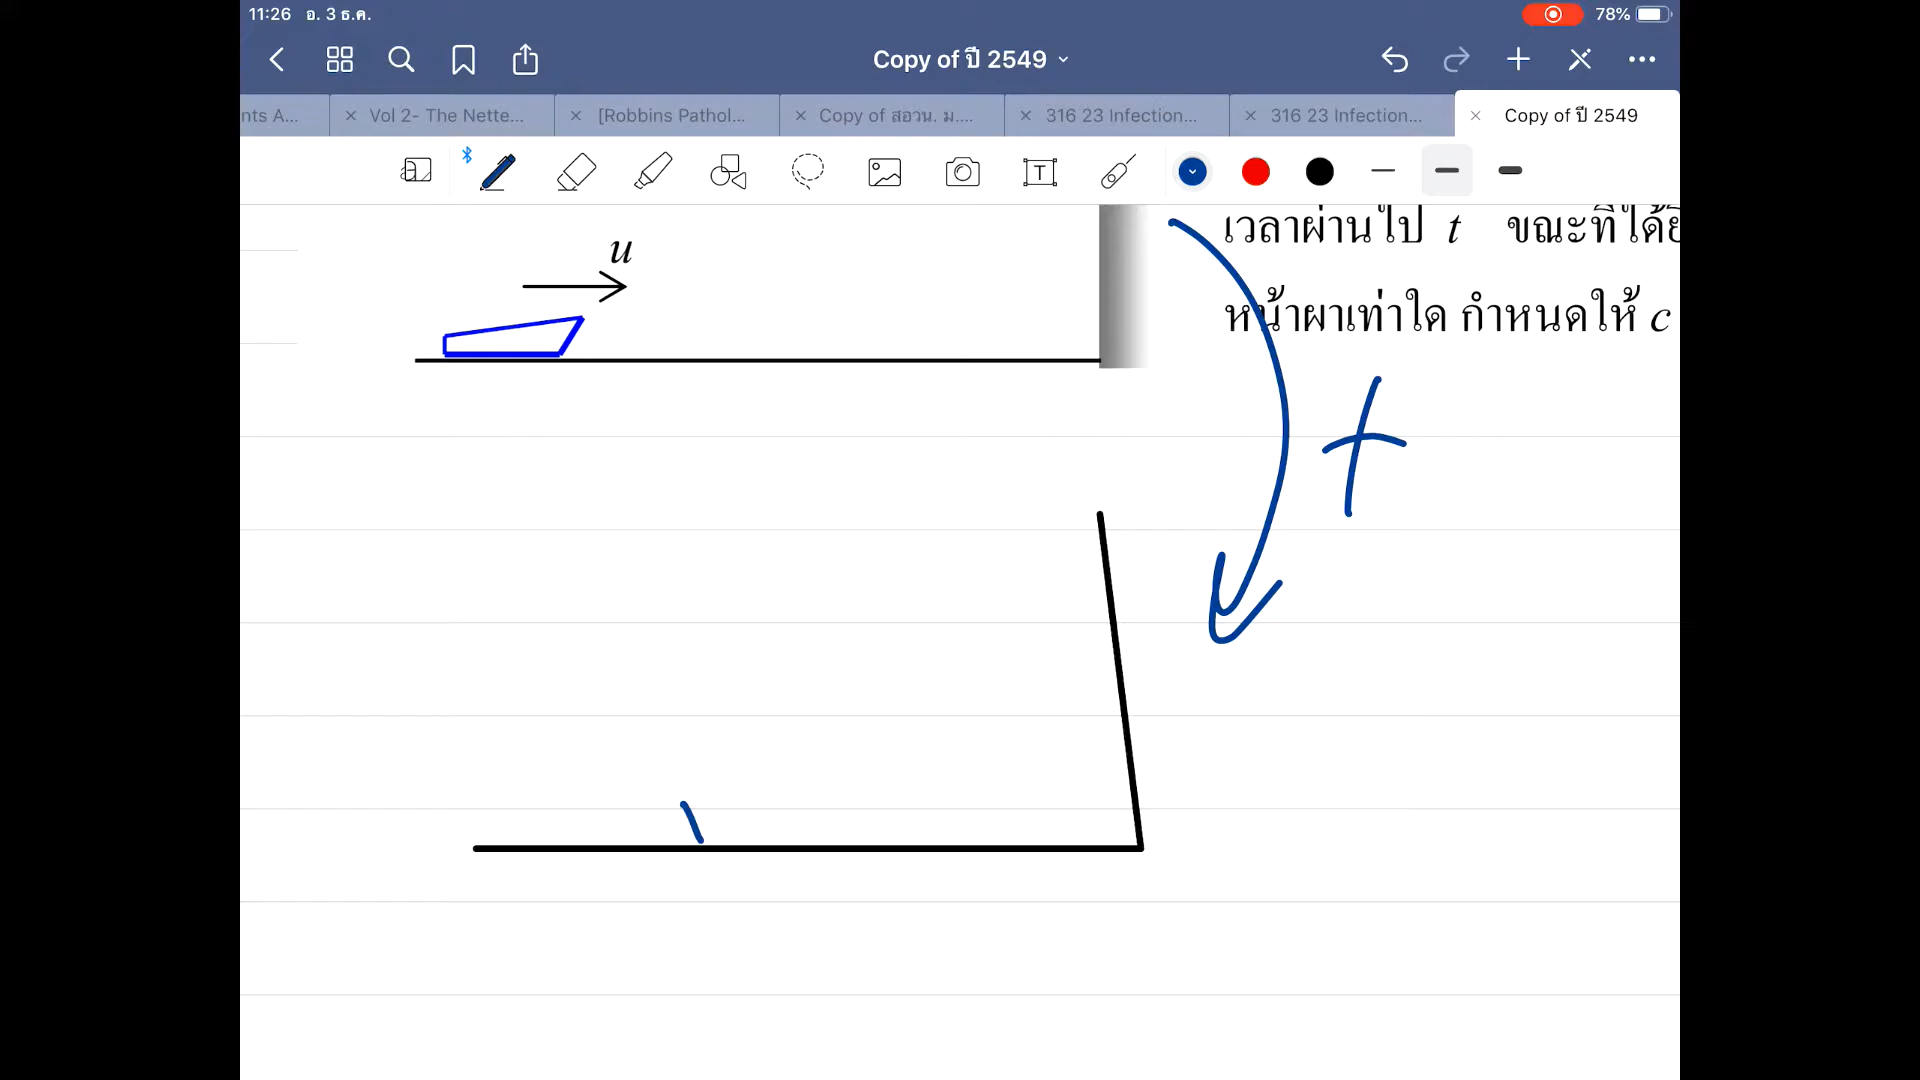 11:26 อ. 3 ธ.ค. 78%
Copy of ปี 2549
nts A... Vol 2- The Nette... [Robbins Pathol... Copy of สอวน. ม.... 316 23 Infection... 316 23 Infection... Copy of ปี 2549
T
u
เวลาผ่านไป t ขณะที่ได้ยิ
หน้าผาเท่าใด กำหนดให้ c
t